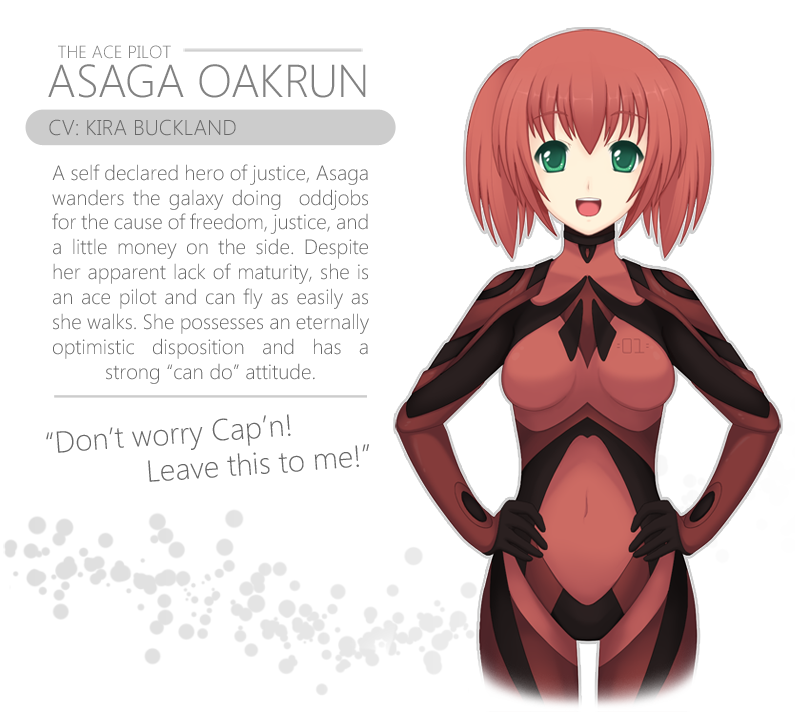 THE ACE PILOT
ASAGA OAKRUN
CV: KIRA BUCKLAND
A self declared hero of justice, Asaga
wanders the galaxy doing oddjobs
for the cause of freedom, justice, and
a little money on the side. Despite
her apparent lack of maturity, she is
an ace pilot and can fly as easily as
she walks. She possesses an eternally
optimistic disposition and has a
strong “can do” attitude.
“Don’t worry Cap’n!
Leave this to me!”
-01-